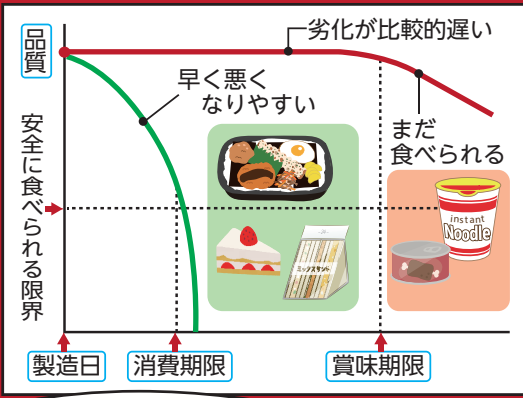 品質
劣化が比較的遅い
早く悪く
なりやすい
まだ
食べられる
安全に食べられる限界
instant
Noodle
ミックスサンド
製造日
消費期限
賞味期限